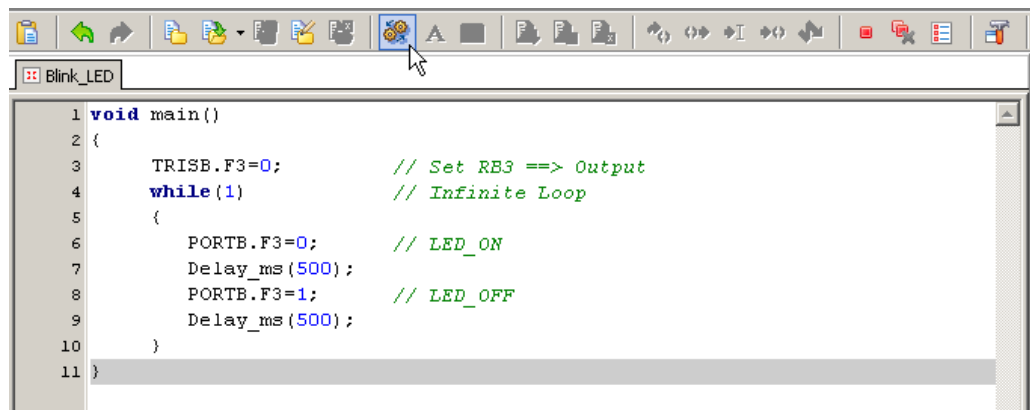 Blink_LED
1 void main()
2 {
3 TRISB.F3=0; // Set RB3 ==> Output
4 while(1) // Infinite Loop
5 {
6 PORTB.F3=0; // LED_ON
7 Delay_ms(500);
8 PORTB.F3=1; // LED_OFF
9 Delay_ms(500);
10 }
11 }